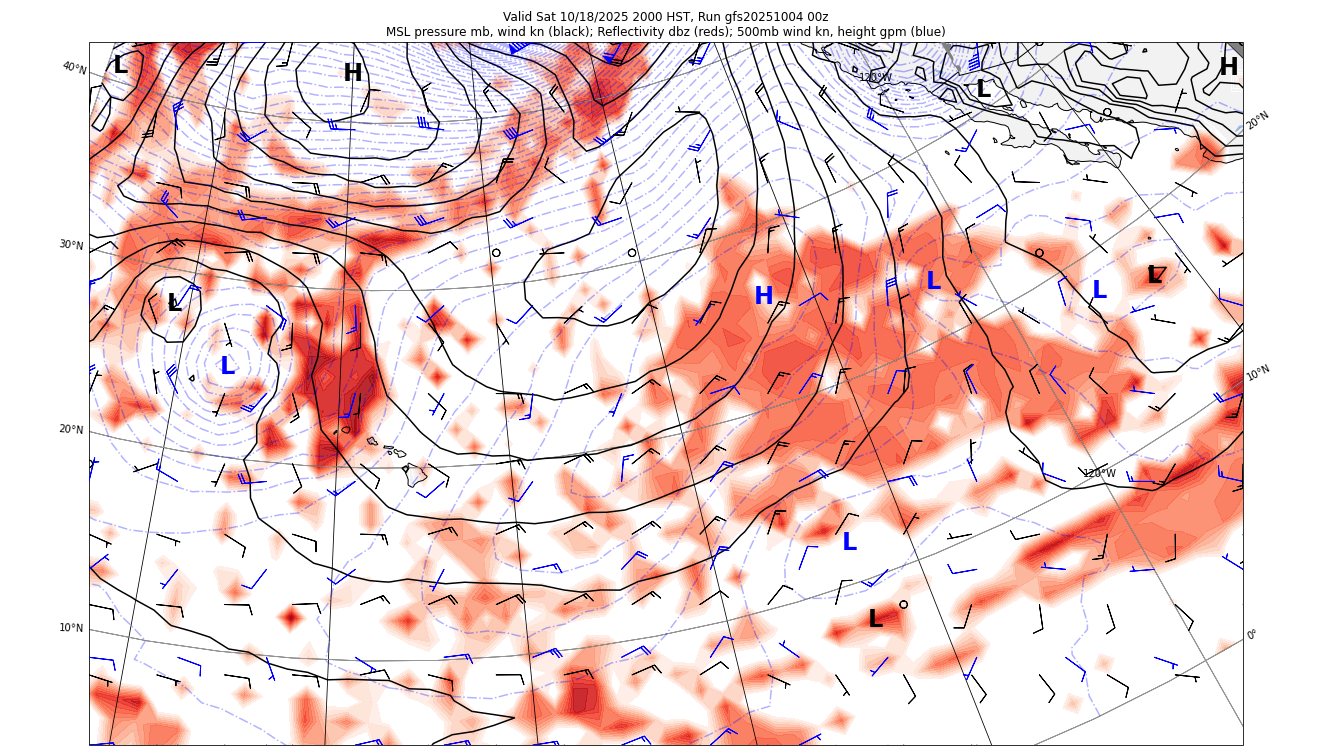 Valid Sat 10/18/2025 2000 HST, Run gfs20251004 00z
MSL pressure mb, wind kn (black); Reflectivity dbz (reds); 500mb wind kn, height gpm (blue)
L
H
H
L
120°W
40°N
20°N
30°N
L
L
L
H
L
L
10°N
20°N
120°W
L
10°N
L
0°